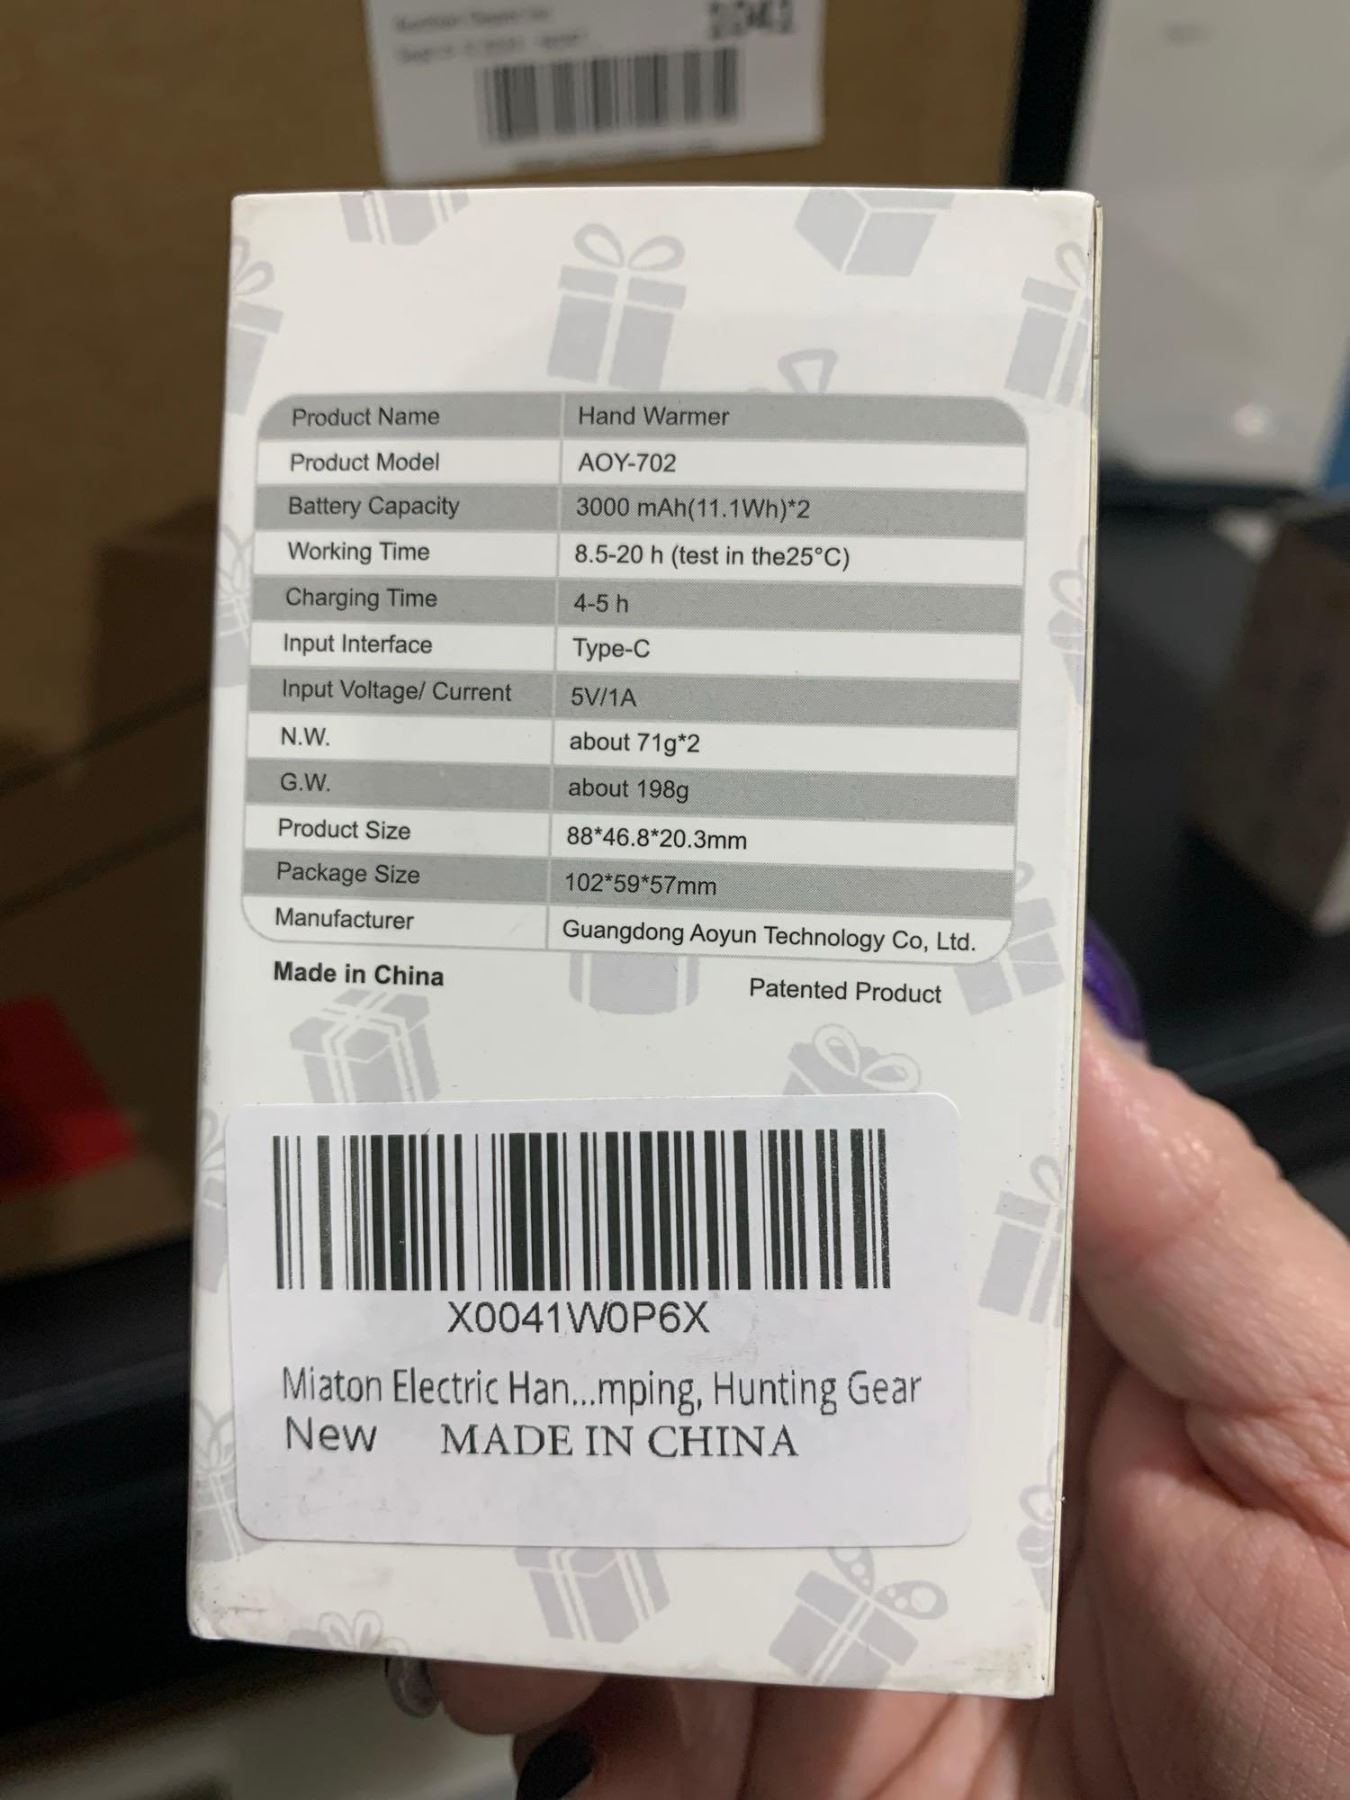 Product Name Hand Warmer
Product Model AOY-702
Battery Capacity 3000 mAh(11.1Wh)*2
Working Time 8.5-20 h (test in the25°C)
Charging Time 4-5 h
Input Interface Type-C
Input Voltage/ Current 5V/1A
N.W. about 71g*2
G.W. about 198g
Product Size 88*46.8*20.3mm
Package Size 102*59*57mm
Manufacturer Guangdong Aoyun Technology Co, Ltd.
Made in China Patented Product
X0041W0P6X
Miaton Electric Han...mping, Hunting Gear
New MADE IN CHINA